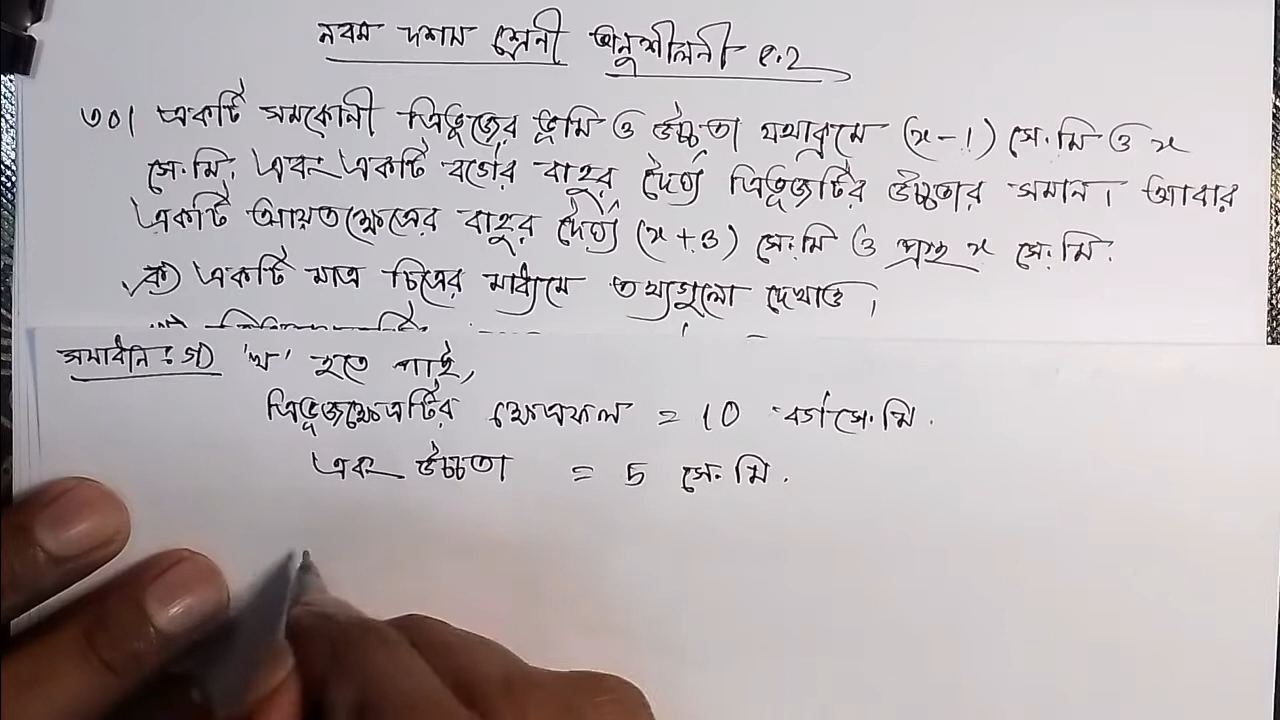 নবম দশম শ্রেনী অনুশীলনী ৫.২
৩০। একটি সমকোনী ত্রিভুজের ভূমি ও উচ্চতা যথাক্রমে (x-1) সে.মি ও x
সে.মি. এবং একটি বর্গের বাহুর দৈর্ঘ্য ত্রিভুজটির উচ্চতার সমান। আবার
একটি আয়তক্ষেত্রের বাহুর দৈর্ঘ্য (x+3) সে.মি ও প্রস্থ x সে.মি.
ক) একটি মাত্র চিত্রের মাধ্যমে তথ্যগুলো দেখাও।
সমাধান : গ) 'খ' হতে পাই,
ত্রিভুজক্ষেত্রটির ক্ষেত্রফল = 10 বর্গসে.মি.
এবং উচ্চতা = 5 সে.মি.